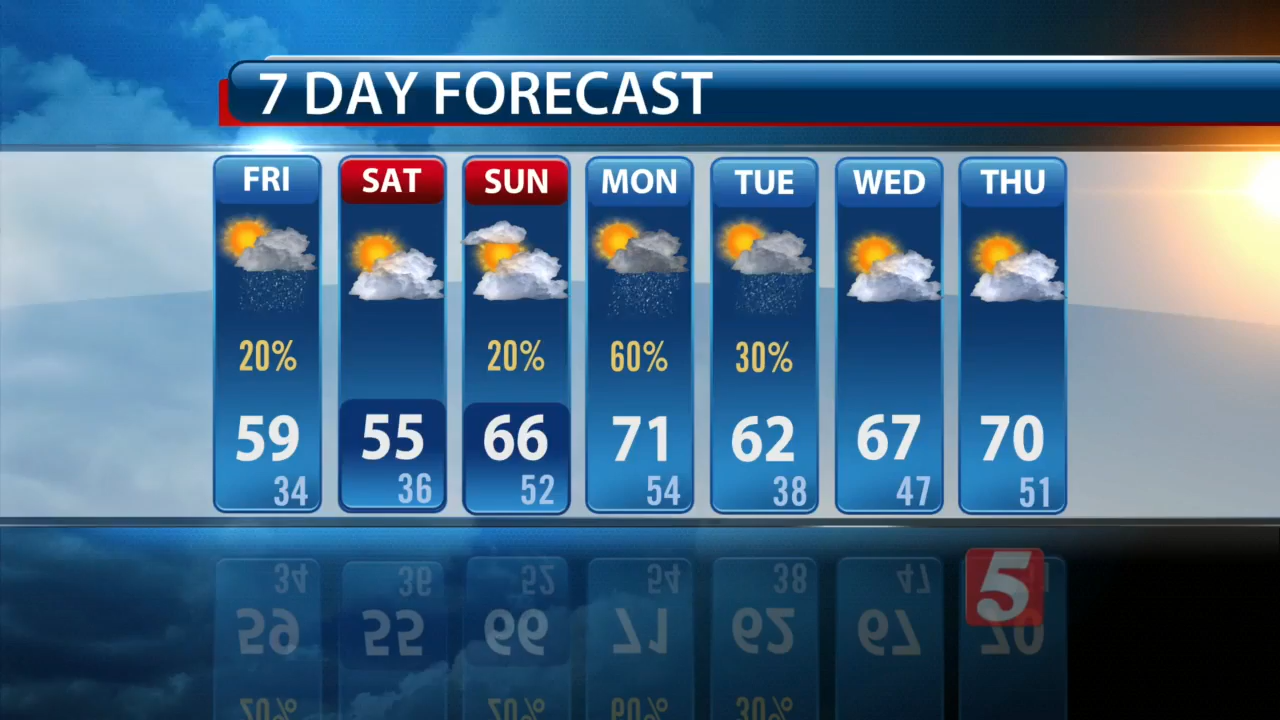 7 DAY FORECAST
FRI SAT SUN MON TUE WED THU
20% 20% 60% 30%
59 55 66 71 62 67 70
34 36 52 54 38 47 51
5